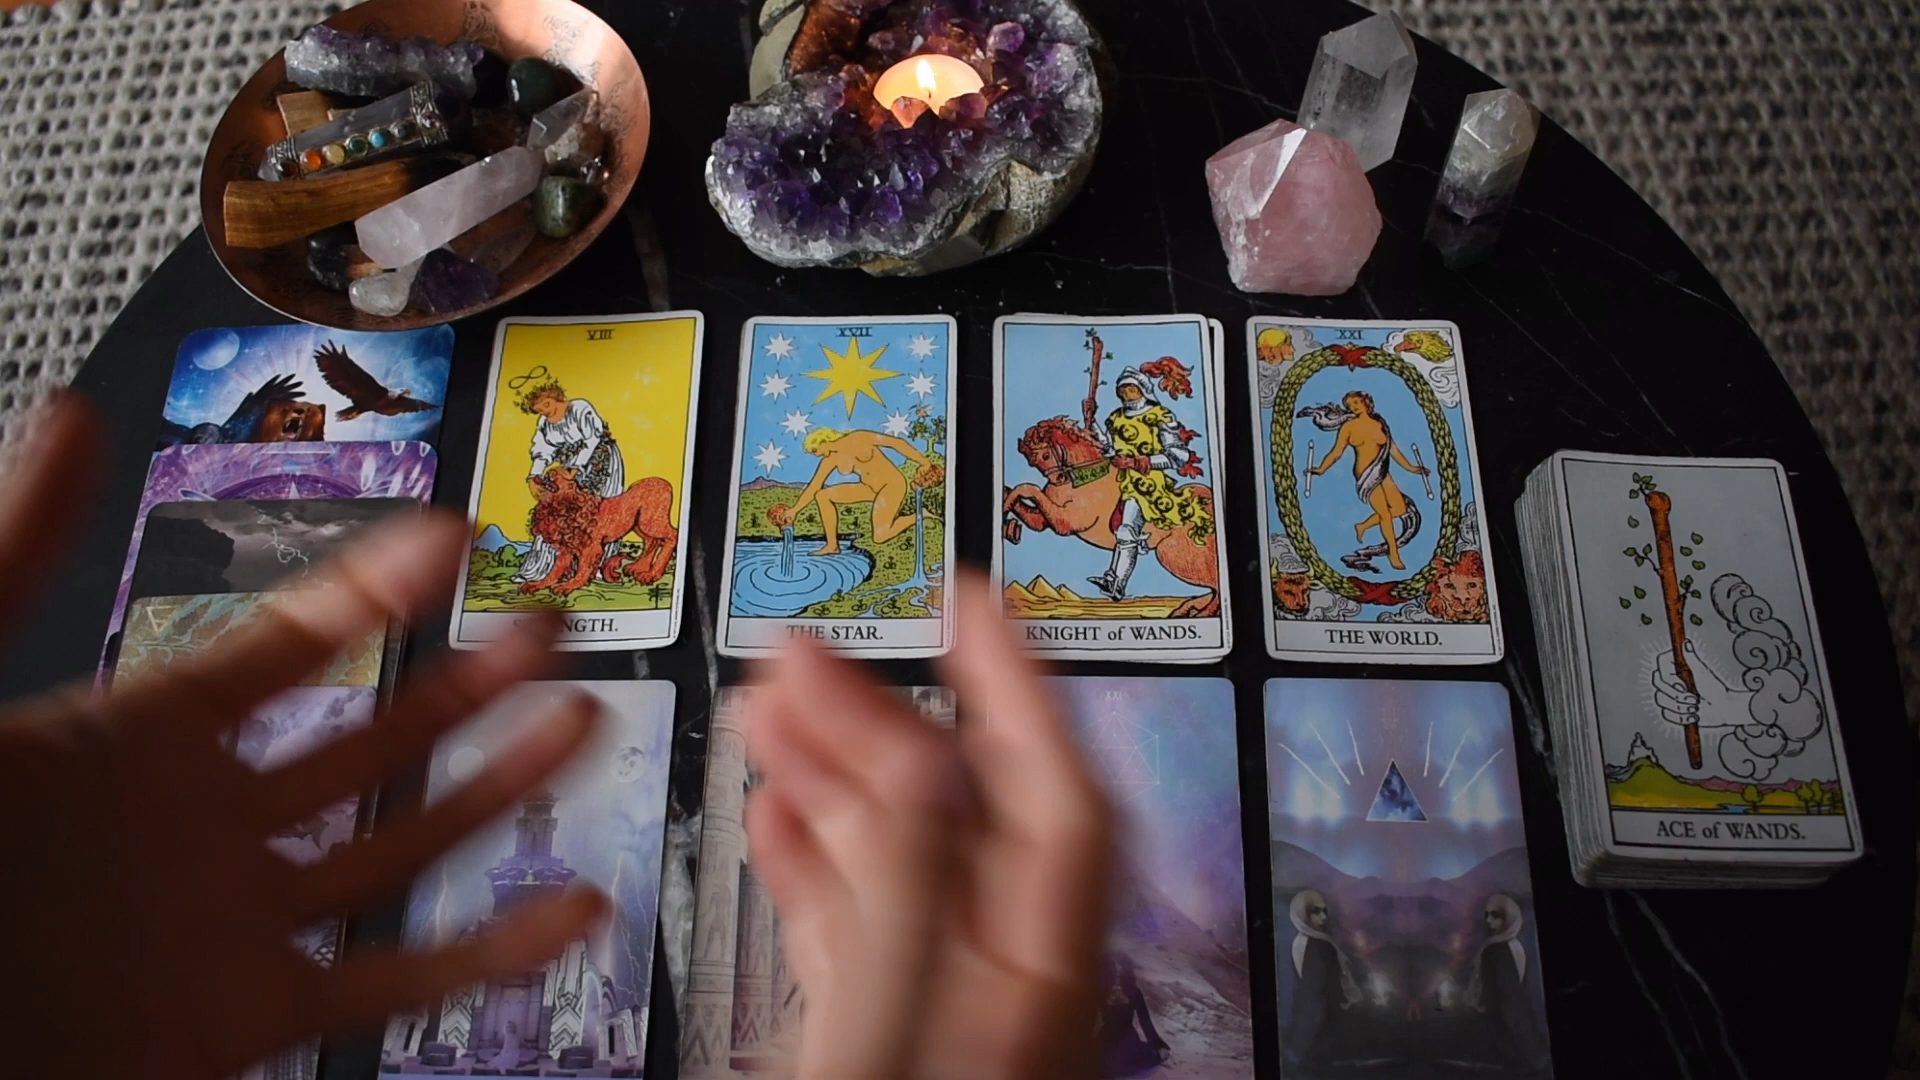 VIII
XVII
XXI
THE STAR.
KNIGHT of WANDS.
THE WORLD.
ACE of WANDS.